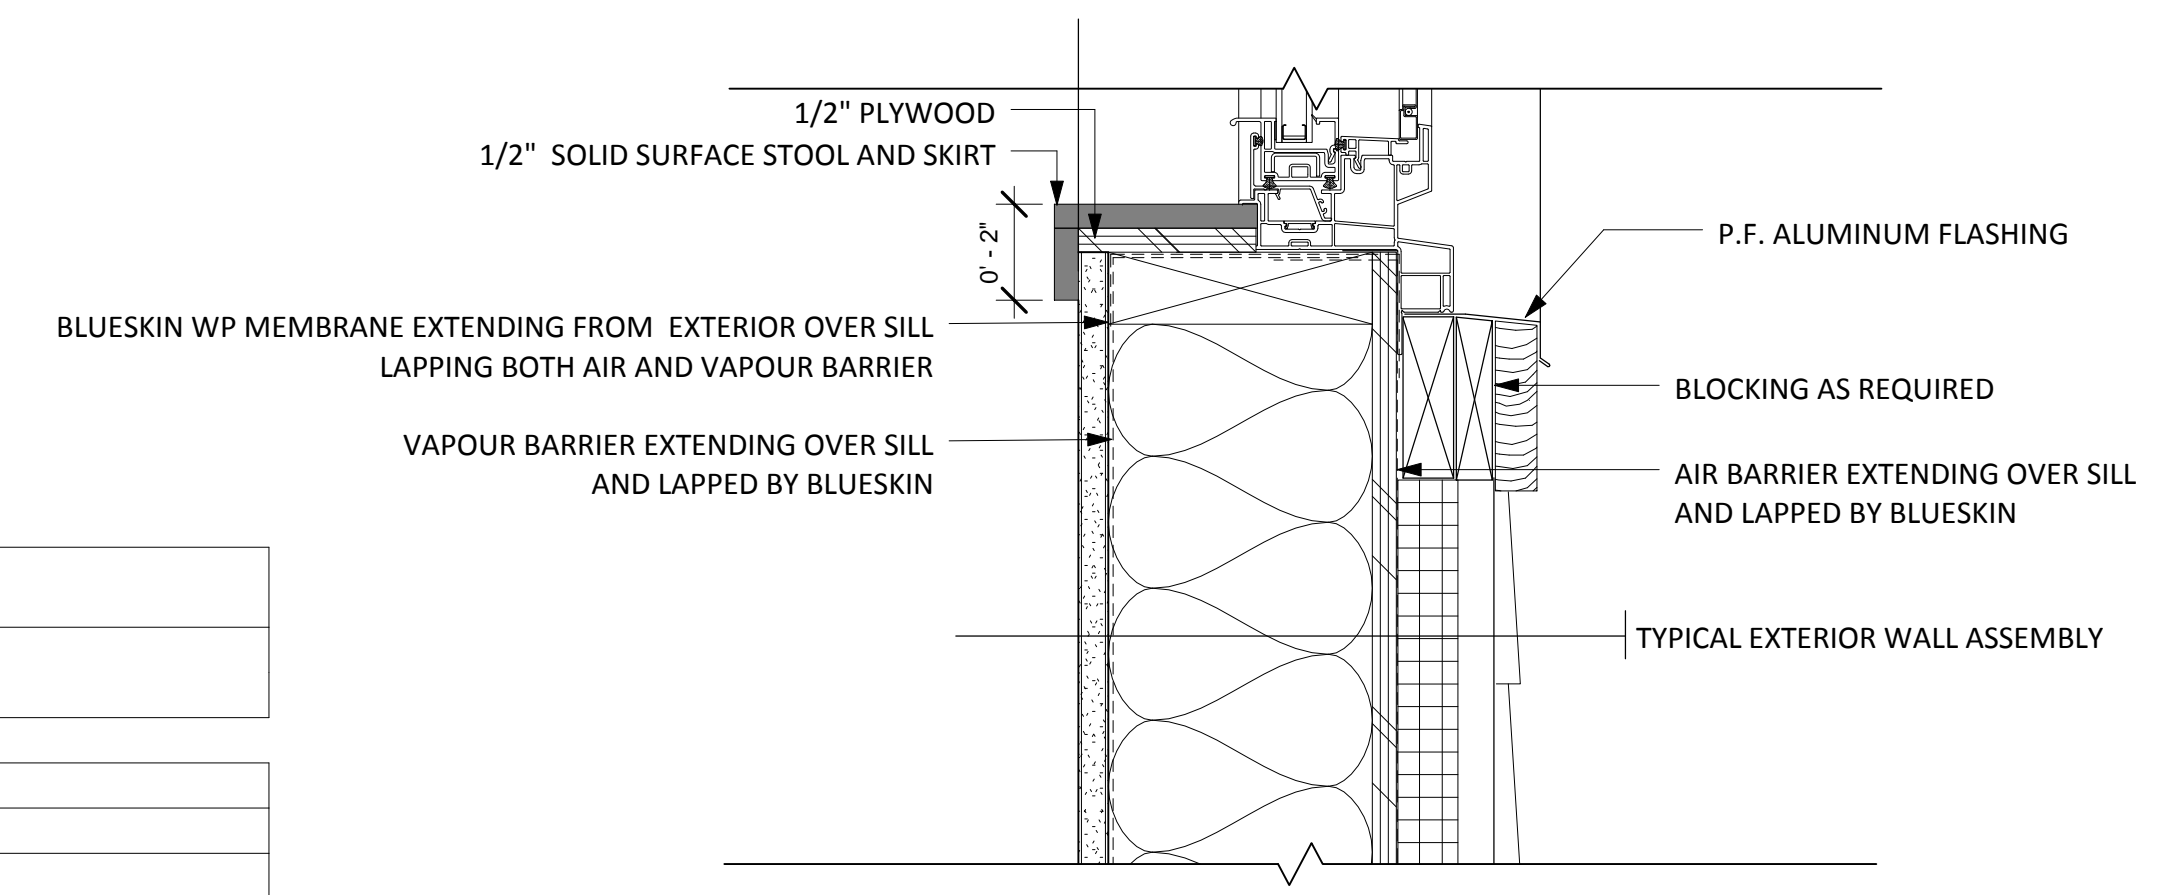 1/2" PLYWOOD
1/2" SOLID SURFACE STOOL AND SKIRT
0' - 2"
BLUESKIN WP MEMBRANE EXTENDING FROM EXTERIOR OVER SILL
LAPPING BOTH AIR AND VAPOUR BARRIER
VAPOUR BARRIER EXTENDING OVER SILL
AND LAPPED BY BLUESKIN
P.F. ALUMINUM FLASHING
BLOCKING AS REQUIRED
AIR BARRIER EXTENDING OVER SILL
AND LAPPED BY BLUESKIN
TYPICAL EXTERIOR WALL ASSEMBLY